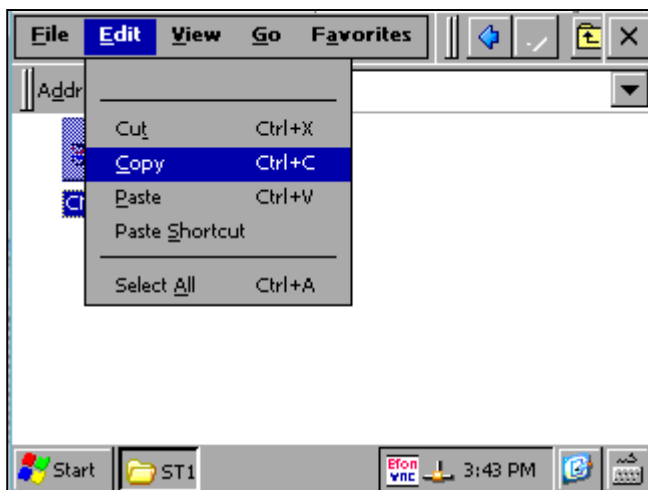 File Edit View Go Favorites
Addr
Cut Ctrl+X
Copy Ctrl+C
Paste Ctrl+V
Paste Shortcut
Select All Ctrl+A
Start ST1 Efon VNC 3:43 PM